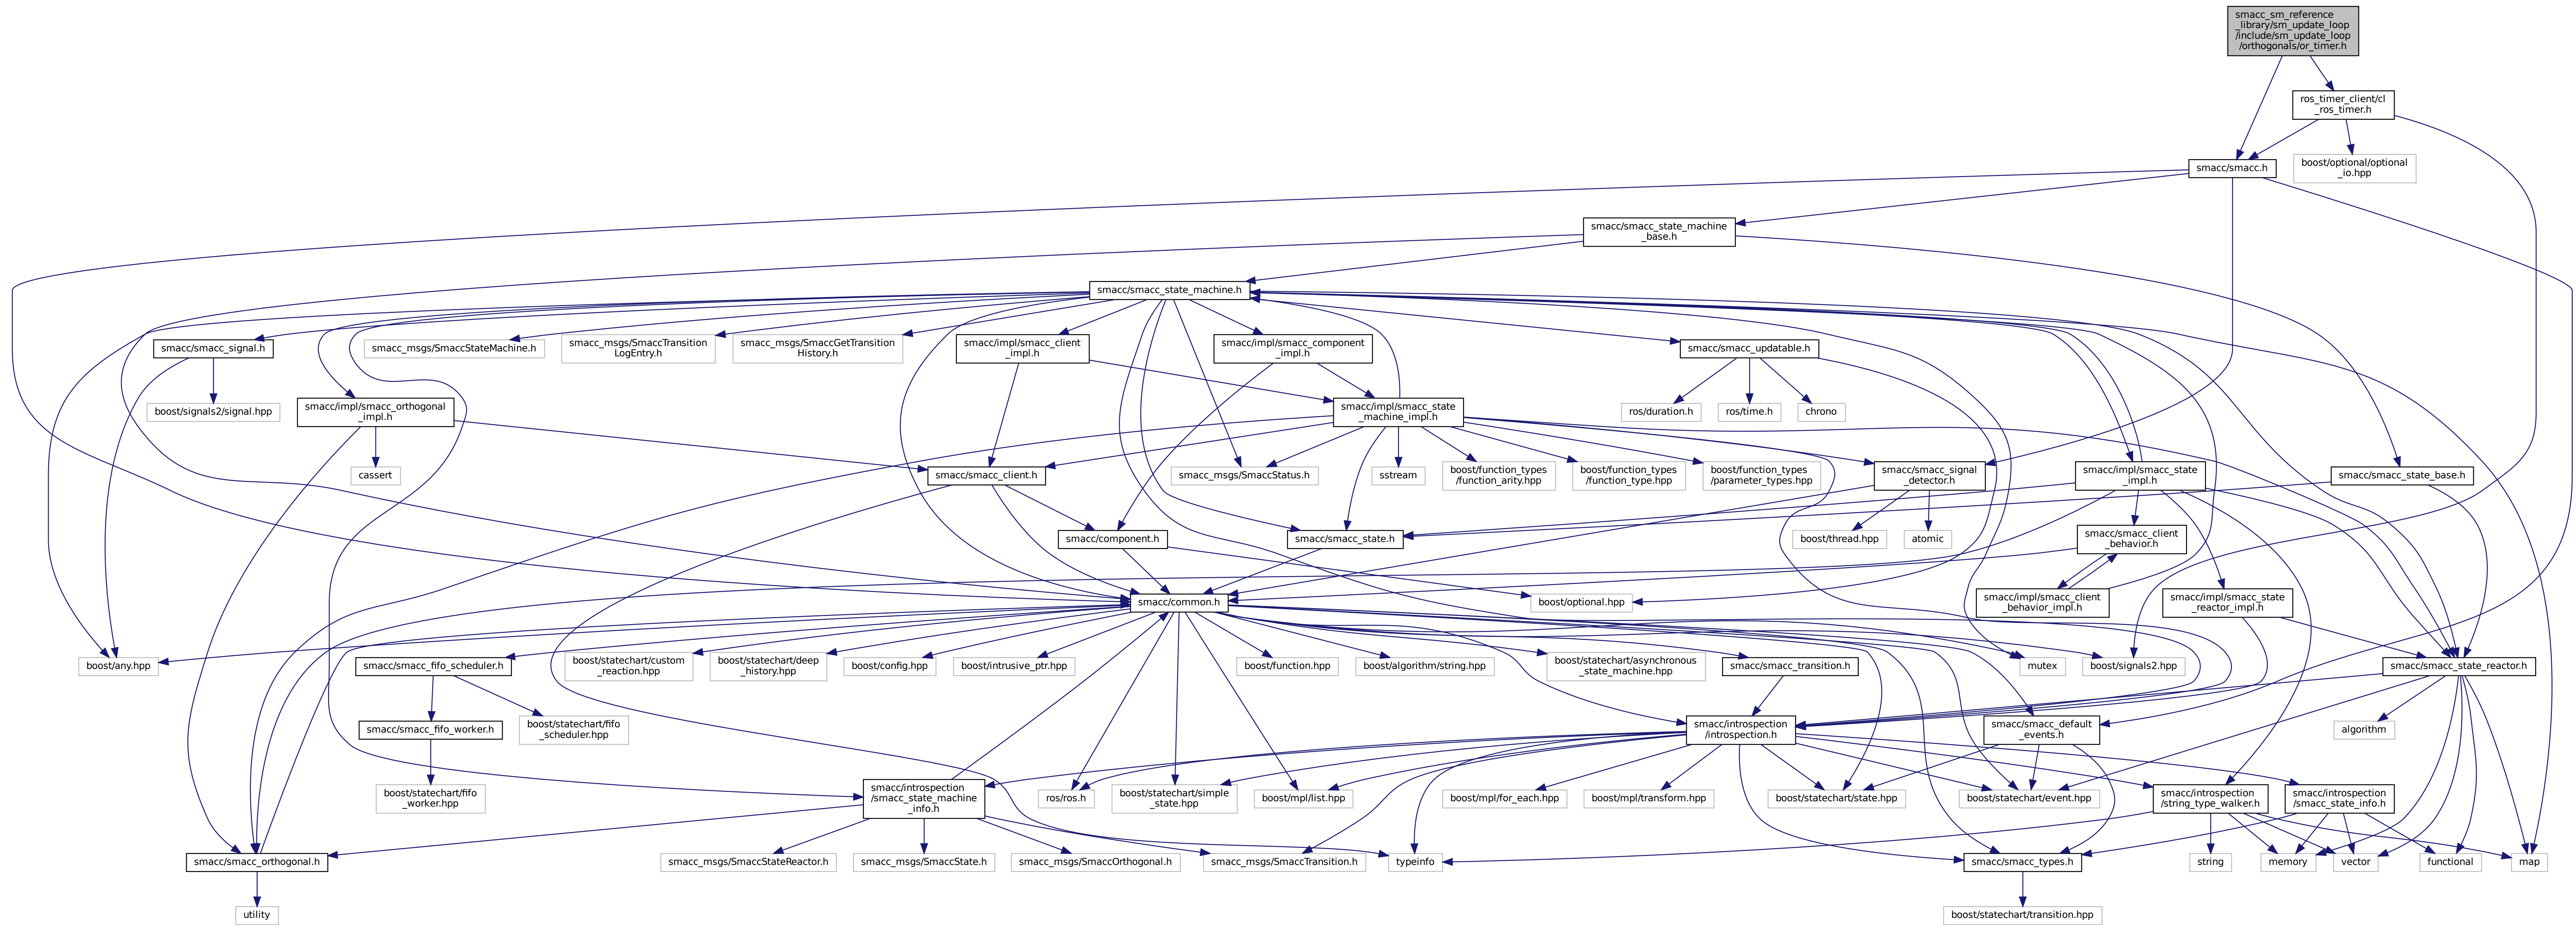 smacc_sm_reference
_library/sm_update_loop
/include/sm_update_loop
/orthogonals/or_timer.h
ros_timer_client/cl
_ros_timer.h
smacc/smacc.h
boost/optional/optional
_io.hpp
smacc/smacc_state_machine
_base.h
smacc/smacc_state_machine.h
smacc/smacc_signal.h
smacc_msgs/SmaccStateMachine.h
smacc_msgs/SmaccTransition
LogEntry.h
smacc_msgs/SmaccGetTransition
History.h
smacc/impl/smacc_client
_impl.h
smacc/impl/smacc_component
_impl.h
smacc/smacc_updatable.h
boost/signals2/signal.hpp
smacc/impl/smacc_orthogonal
_impl.h
smacc/impl/smacc_state
_machine_impl.h
ros/duration.h
ros/time.h
chrono
cassert
smacc/smacc_client.h
smacc_msgs/SmaccStatus.h
sstream
boost/function_types
/function_arity.hpp
boost/function_types
/function_type.hpp
boost/function_types
/parameter_types.hpp
smacc/smacc_signal
_detector.h
smacc/impl/smacc_state
_impl.h
smacc/smacc_state_base.h
smacc/component.h
smacc/smacc_state.h
boost/thread.hpp
atomic
smacc/smacc_client
_behavior.h
smacc/common.h
boost/optional.hpp
smacc/impl/smacc_client
_behavior_impl.h
smacc/impl/smacc_state
_reactor_impl.h
boost/any.hpp
smacc/smacc_fifo_scheduler.h
boost/statechart/custom
_reaction.hpp
boost/statechart/deep
_history.hpp
boost/config.hpp
boost/intrusive_ptr.hpp
boost/function.hpp
boost/algorithm/string.hpp
boost/statechart/asynchronous
_state_machine.hpp
smacc/smacc_transition.h
mutex
boost/signals2.hpp
smacc/smacc_state_reactor.h
smacc/smacc_fifo_worker.h
boost/statechart/fifo
_scheduler.hpp
smacc/introspection
/introspection.h
smacc/smacc_default
_events.h
algorithm
boost/statechart/fifo
_worker.hpp
smacc/introspection
/smacc_state_machine
_info.h
ros/ros.h
boost/statechart/simple
_state.hpp
boost/mpl/list.hpp
boost/mpl/for_each.hpp
boost/mpl/transform.hpp
boost/statechart/state.hpp
boost/statechart/event.hpp
smacc/introspection
/string_type_walker.h
smacc/introspection
/smacc_state_info.h
smacc/smacc_orthogonal.h
smacc_msgs/SmaccStateReactor.h
smacc_msgs/SmaccState.h
smacc_msgs/SmaccOrthogonal.h
smacc_msgs/SmaccTransition.h
typeinfo
smacc/smacc_types.h
string
memory
vector
functional
map
utility
boost/statechart/transition.hpp